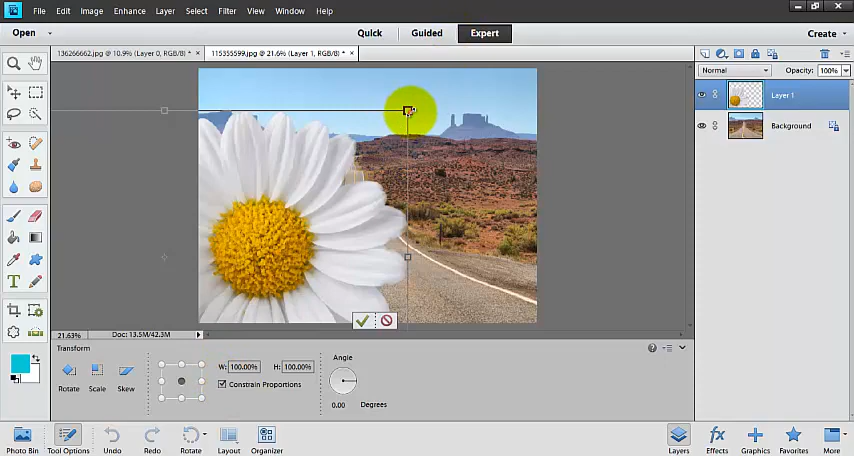 File Edit Image Enhance Layer Select Filter View Window Help
Open Quick Guided Expert Create
136266662.jpg @ 10.9% (Layer 0, RGB/8) * × 115355599.jpg @ 21.6% (Layer 1, RGB/8) * ×
Normal Opacity: 100%
Layer 1
Background
21.63% Doc: 13.5M/42.3M
Transform
Rotate Scale Skew
W: 100.00% H: 100.00%
Constrain Proportions
Angle
0.00 Degrees
Photo Bin Tool Options Undo Redo Rotate Layout Organizer Layers Effects Graphics Favorites More